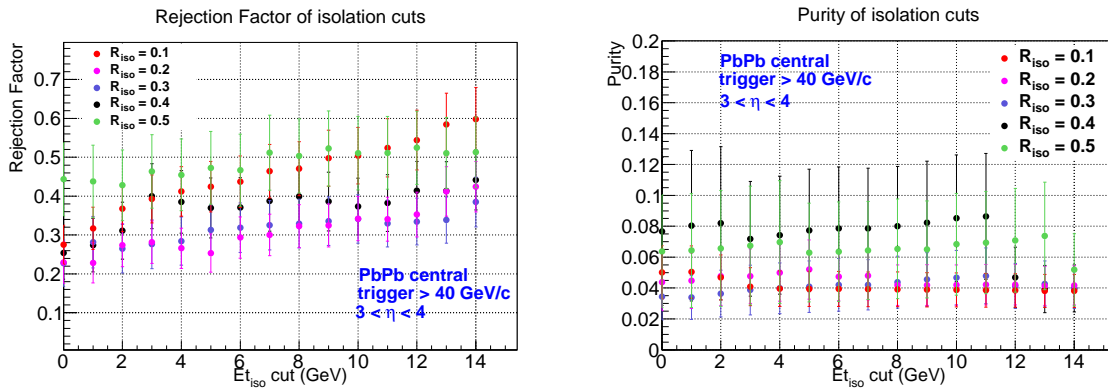 Rejection Factor of isolation cuts
Rejection Factor
R_iso = 0.1
R_iso = 0.2
R_iso = 0.3
R_iso = 0.4
R_iso = 0.5
0.7
0.6
0.5
0.4
0.3
0.2
0.1
PbPb central
trigger > 40 GeV/c
3 < η < 4
0 2 4 6 8 10 12 14
Et_iso cut (GeV)
Purity of isolation cuts
Purity
0.2
0.18
0.16
0.14
0.12
0.1
0.08
0.06
0.04
0.02
0
PbPb central
trigger > 40 GeV/c
3 < η < 4
R_iso = 0.1
R_iso = 0.2
R_iso = 0.3
R_iso = 0.4
R_iso = 0.5
0 2 4 6 8 10 12 14
Et_iso cut (GeV)